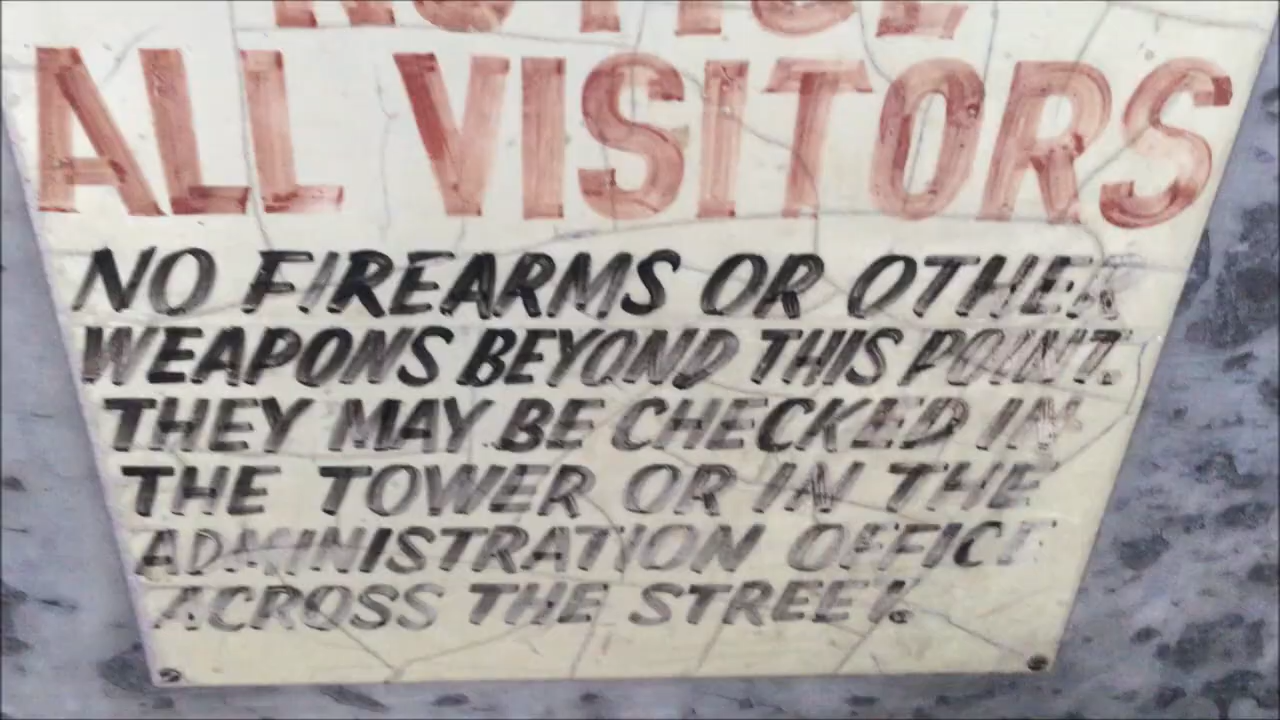 NOTICE
ALL VISITORS
NO FIREARMS OR OTHER
WEAPONS BEYOND THIS POINT.
THEY MAY BE CHECKED IN
THE TOWER OR IN THE
ADMINISTRATION OFFICE
ACROSS THE STREET.